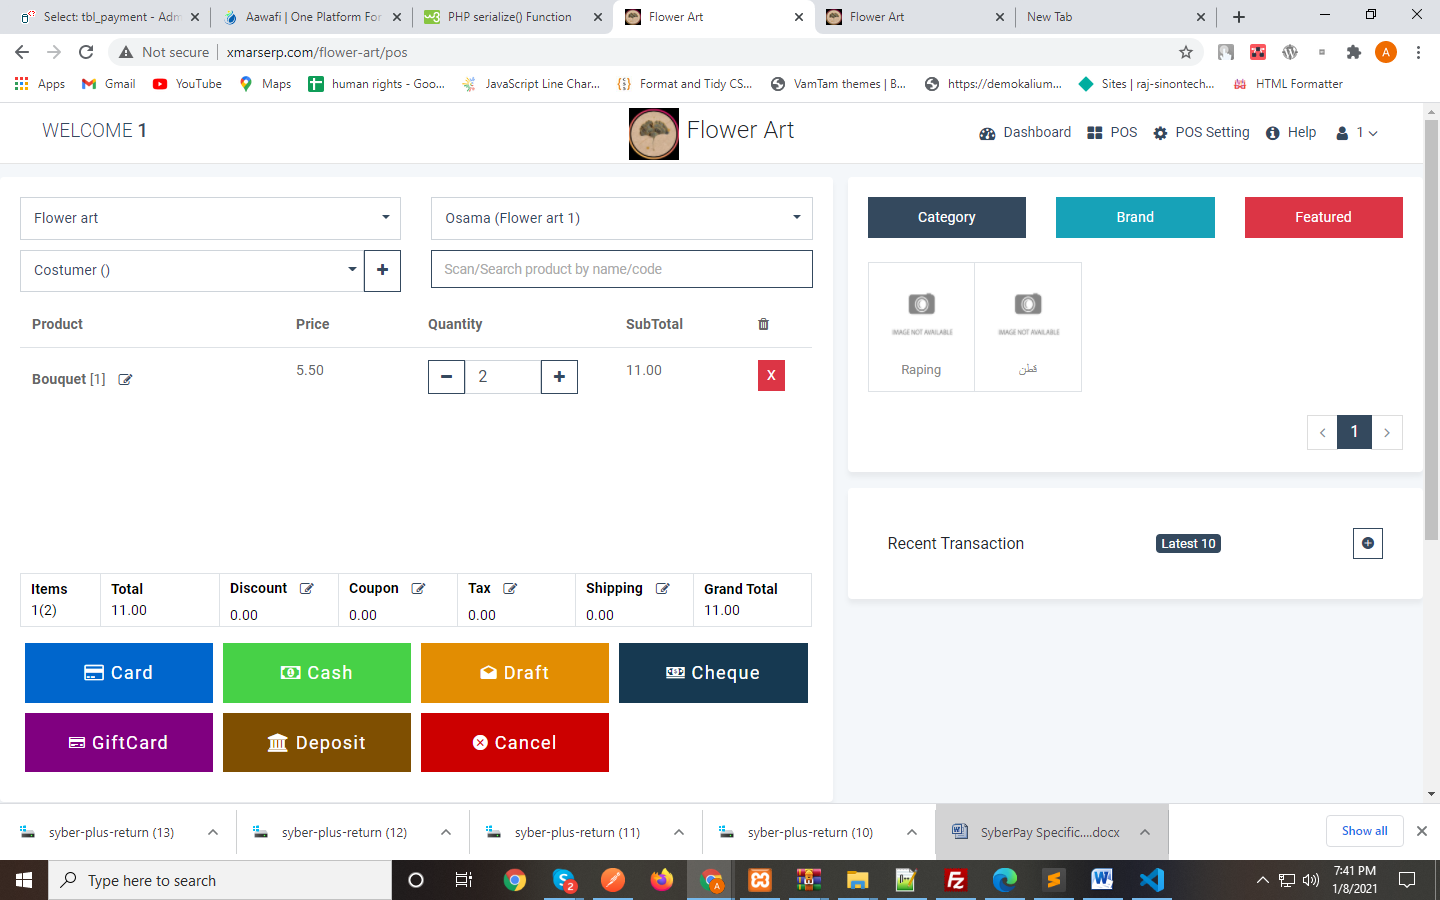 Select: tbl_payment - Adm
Aawafi | One Platform For
PHP serialize() Function
Flower Art
Flower Art
New Tab
Not secure
xmarserp.com/flower-art/pos
A
Apps
Gmail
YouTube
Maps
human rights - Goo...
JavaScript Line Char...
Format and Tidy CS...
VamTam themes | B...
https://demokalium...
Sites | raj-sinontech...
HTML Formatter
WELCOME 1
Flower Art
Dashboard
POS
POS Setting
Help
1
Flower art
Osama (Flower art 1)
Costumer ()
Scan/Search product by name/code
Product Price Quantity SubTotal
Bouquet [1] 5.50 2 11.00 X
Items
1(2)
Total
11.00
Discount
0.00
Coupon
0.00
Tax
0.00
Shipping
0.00
Grand Total
11.00
Card
Cash
Draft
Cheque
GiftCard
Deposit
Cancel
Category
Brand
Featured
IMAGE NOT AVAILABLE
Raping
IMAGE NOT AVAILABLE
قطن
1
Recent Transaction
Latest 10
syber-plus-return (13)
syber-plus-return (12)
syber-plus-return (11)
syber-plus-return (10)
SyberPay Specific....docx
Show all
Type here to search
2
7:41 PM
1/8/2021